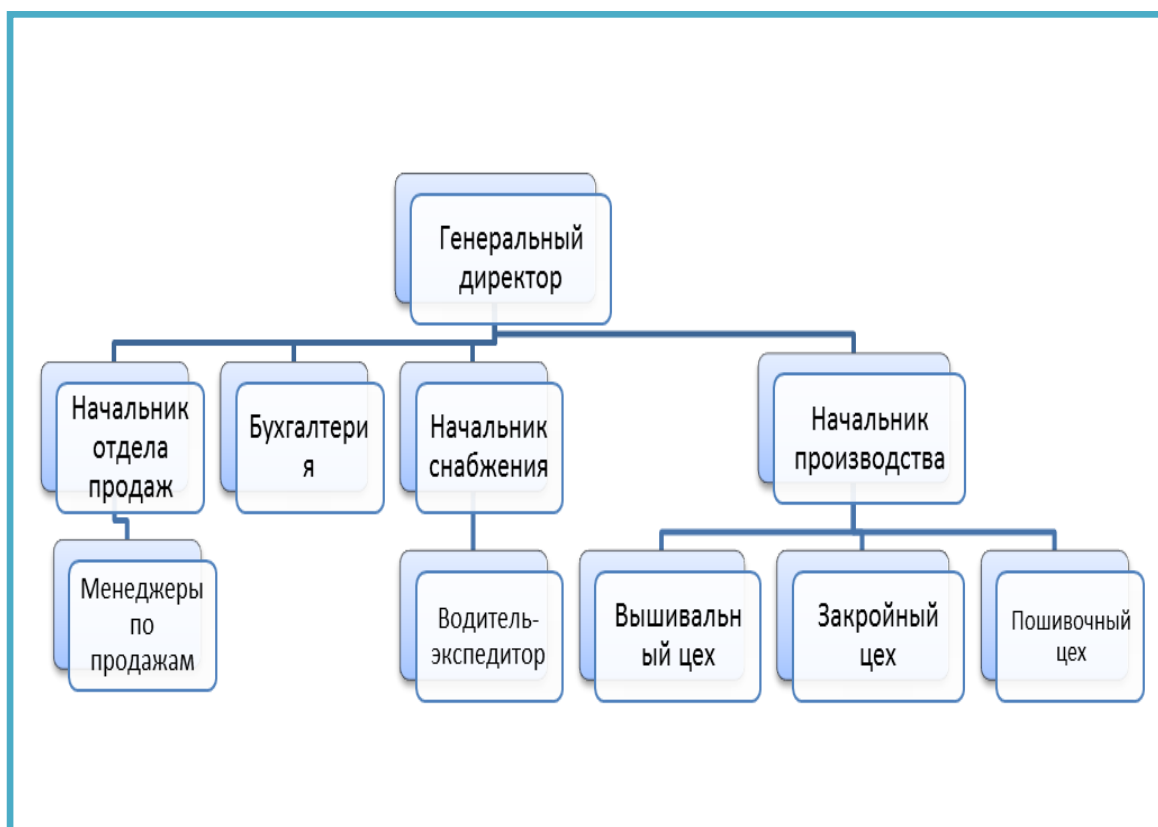 Генеральный
директор
Начальник
отдела
продаж
Бухгалтери
я
Начальник
снабжения
Начальник
производства
Менеджеры
по
продажам
Водитель-
экспедитор
Вышиваль
ый цех
Закройный
цех
Пошивочный
цех